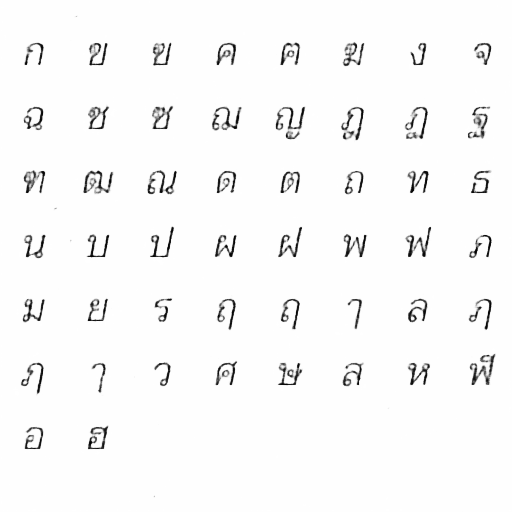 ก ข ฃ ค ฅ ฆ ง จ
ฉ ช ซ ฌ ญ ฎ ฏ ฐ
ฑ ฒ ณ ด ต ถ ท ธ
น บ ป ผ ฝ พ ฟ ภ
ม ย ร ฤ ฤ ๅ ล ฦ
ฦ ๅ ว ศ ษ ส ห ฬ
อ ฮ